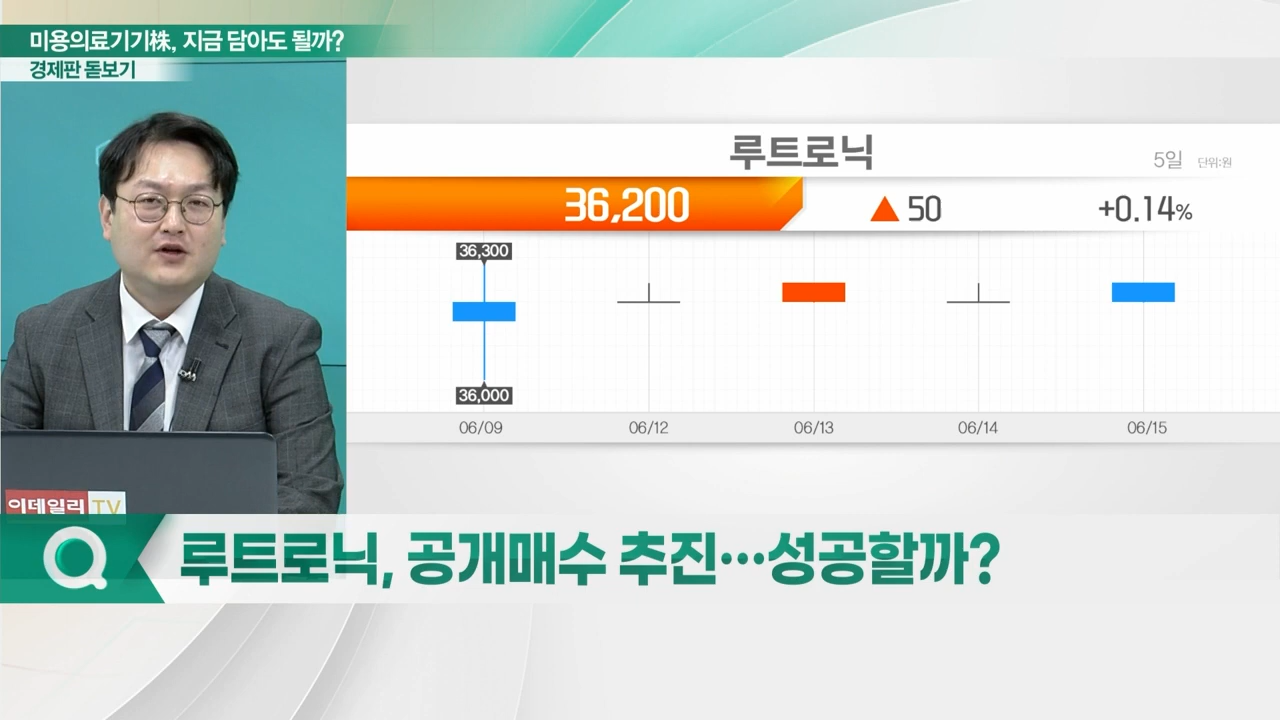 미용의료기기株, 지금 담아도 될까?
경제판 돋보기
루트로닉
5일 단위:원
36,200 ▲ 50 +0.14%
36,300
36,000
06/09 06/12 06/13 06/14 06/15
이데일리 TV
루트로닉, 공개매수 추진…성공할까?